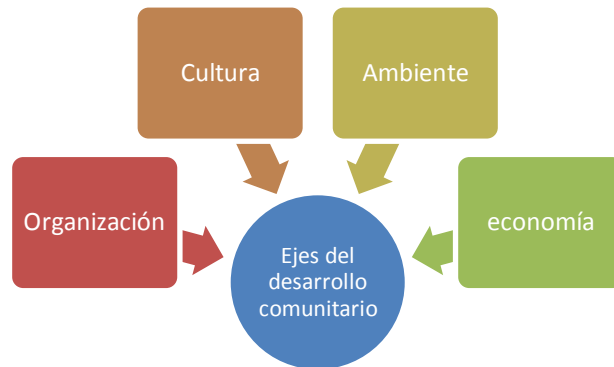 Cultura
Ambiente
Organización
economía
Ejes del
desarrollo
comunitario